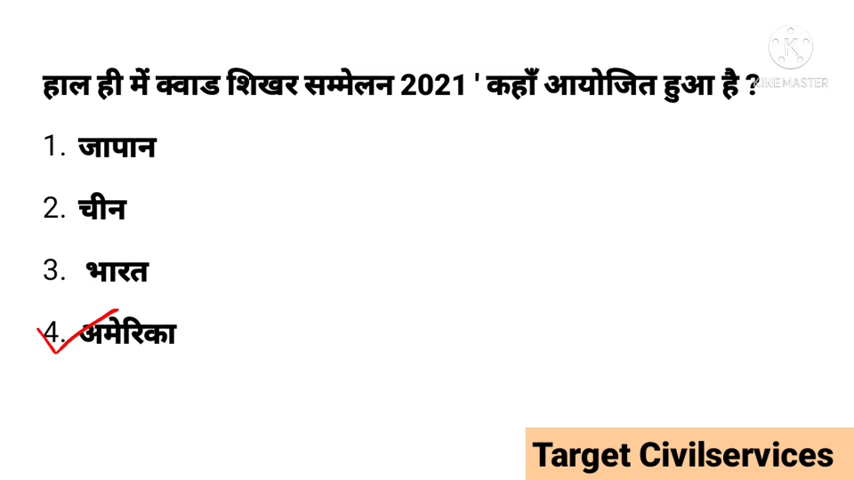 हाल ही में क्वाड शिखर सम्मेलन 2021 ' कहाँ आयोजित हुआ है ?
1. जापान
2. चीन
3. भारत
4. अमेरिका
KINEMASTER
Target Civilservices